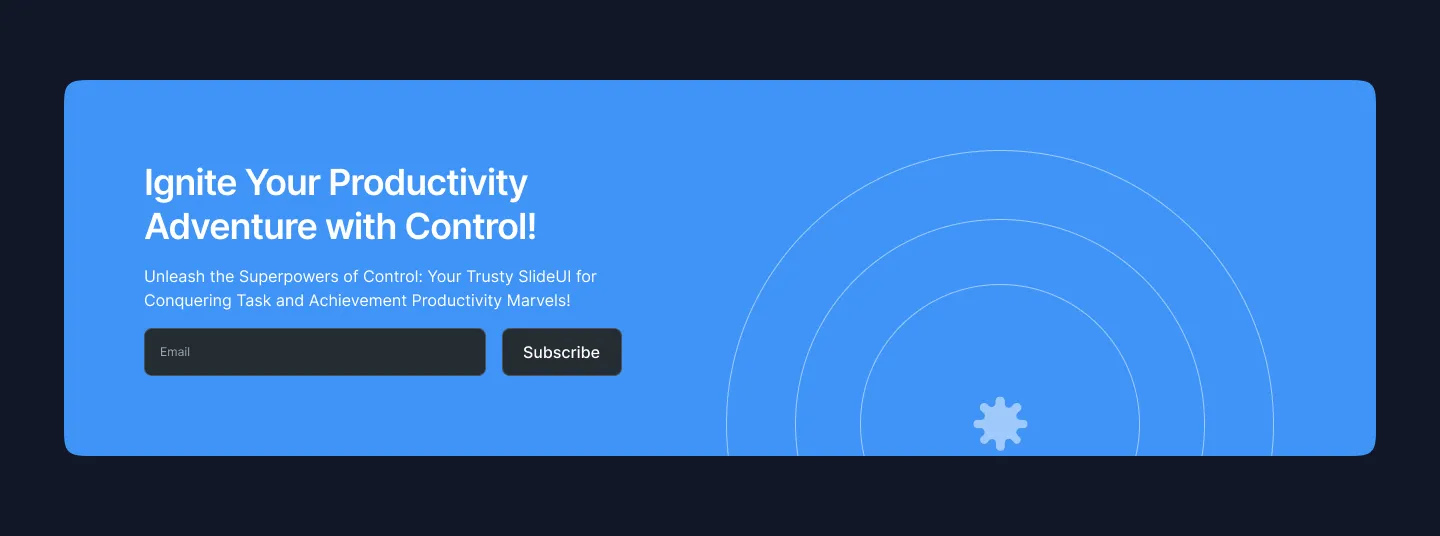 Ignite Your Productivity
Adventure with Control!
Unleash the Superpowers of Control: Your Trusty SlideUI for
Conquering Task and Achievement Productivity Marvels!
Email
Subscribe